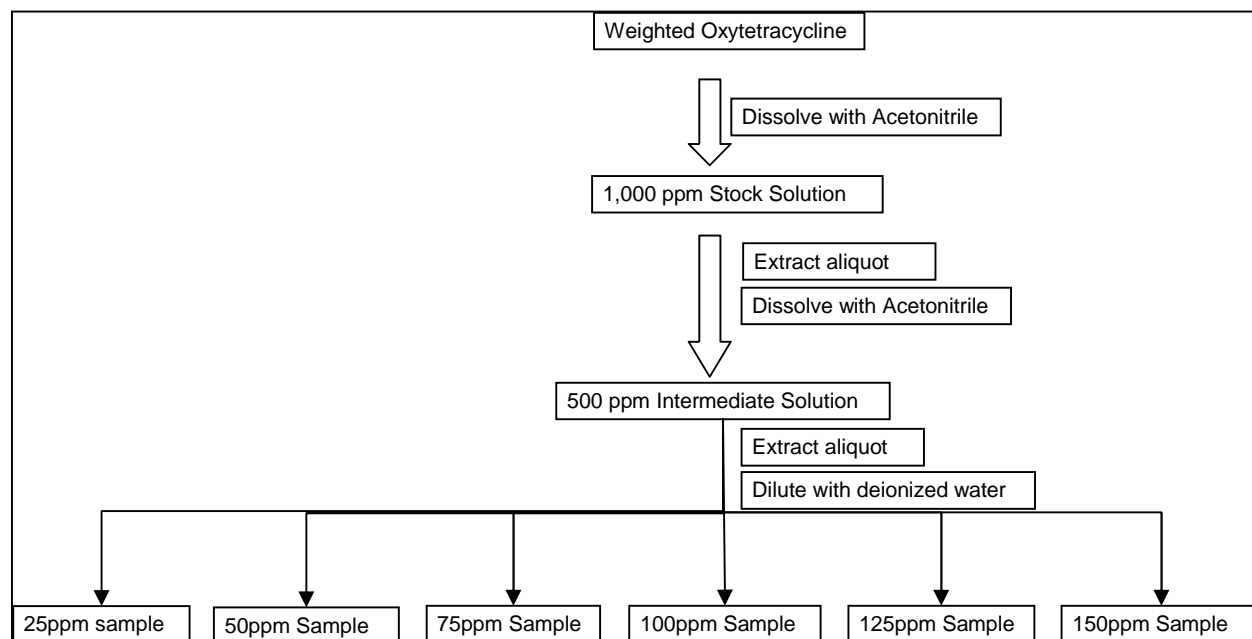 Weighted Oxytetracycline
Dissolve with Acetonitrile
1,000 ppm Stock Solution
Extract aliquot
Dissolve with Acetonitrile
500 ppm Intermediate Solution
Extract aliquot
Dilute with deionized water
25ppm sample
50ppm Sample
75ppm Sample
100ppm Sample
125ppm Sample
150ppm Sample